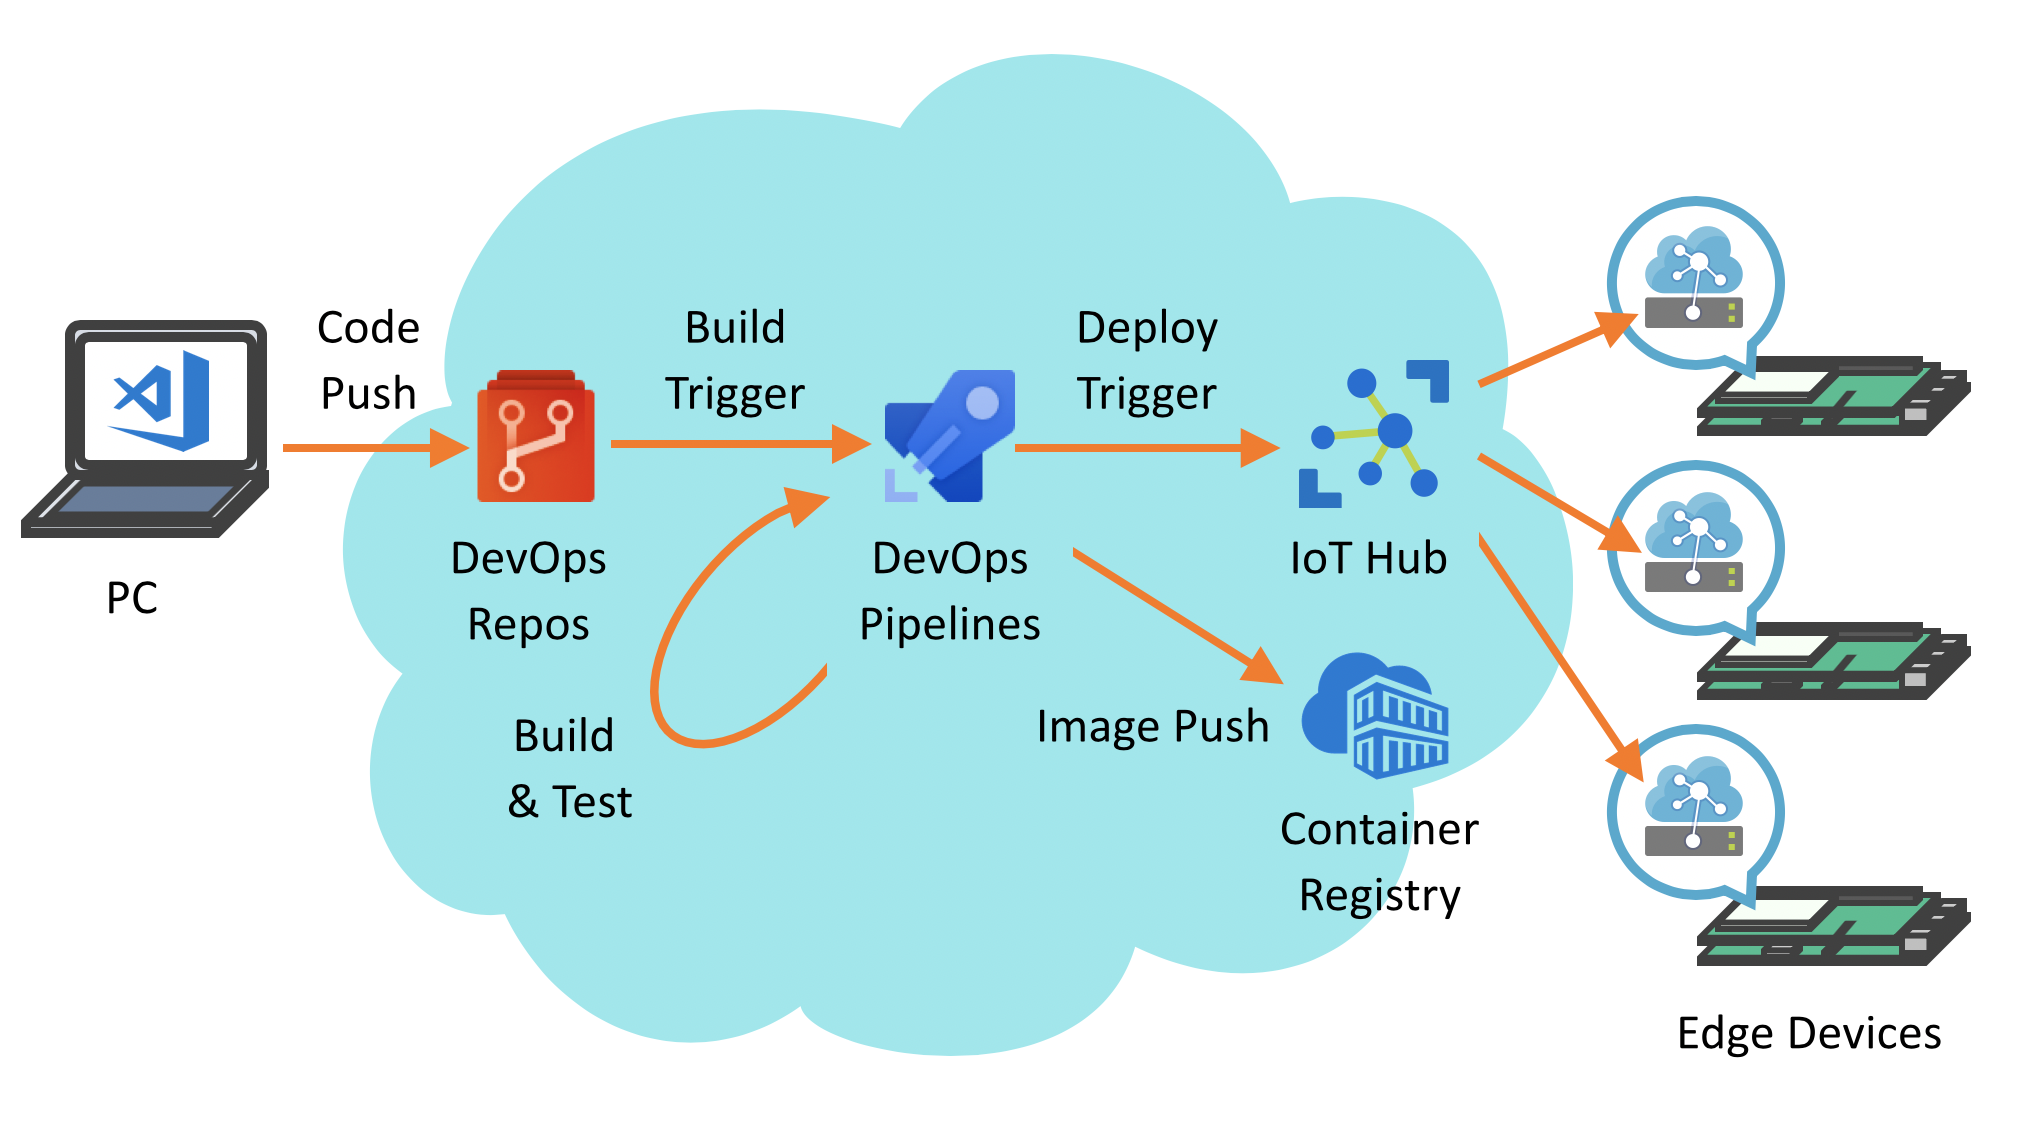 Code
Push
Build
Trigger
Deploy
Trigger
PC
DevOps
Repos
DevOps
Pipelines
IoT Hub
Build
& Test
Image Push
Container
Registry
Edge Devices